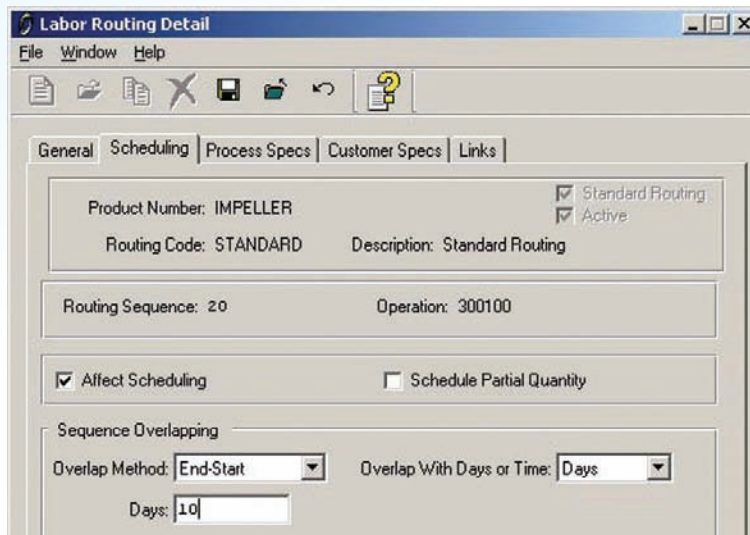 Labor Routing Detail
File Window Help
General Scheduling Process Specs Customer Specs Links
Product Number: IMPELLER
Standard Routing
Active
Routing Code: STANDARD Description: Standard Routing
Routing Sequence: 20 Operation: 300100
Affect Scheduling Schedule Partial Quantity
Sequence Overlapping
Overlap Method: End-Start Overlap With Days or Time: Days
Days: 10